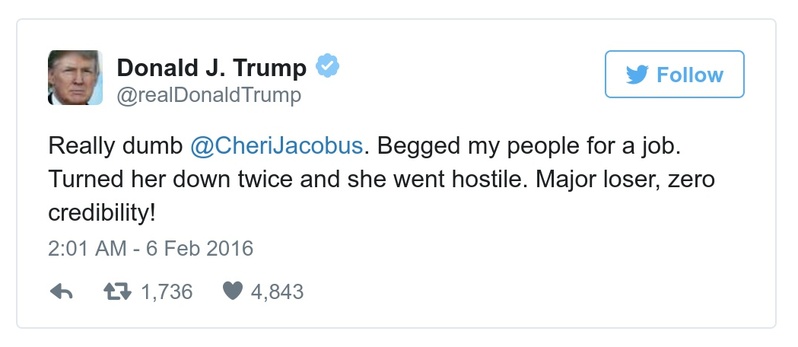 Donald J. Trump
@realDonaldTrump
Follow
Really dumb @CheriJacobus. Begged my people for a job.
Turned her down twice and she went hostile. Major loser, zero
credibility!
2:01 AM - 6 Feb 2016
1,736 4,843